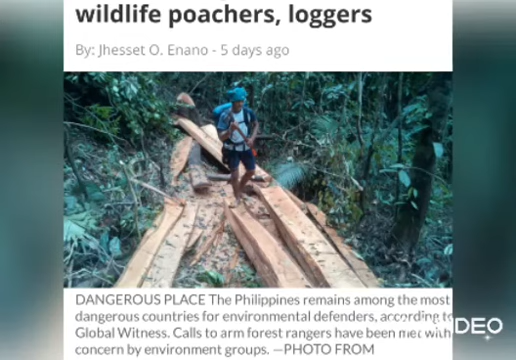 wildlife poachers, loggers
By: Jhesset O. Enano - 5 days ago
DANGEROUS PLACE The Philippines remains among the most
dangerous countries for environmental defenders, according to
Global Witness. Calls to arm forest rangers have been met with
concern by environment groups. —PHOTO FROM
DEO